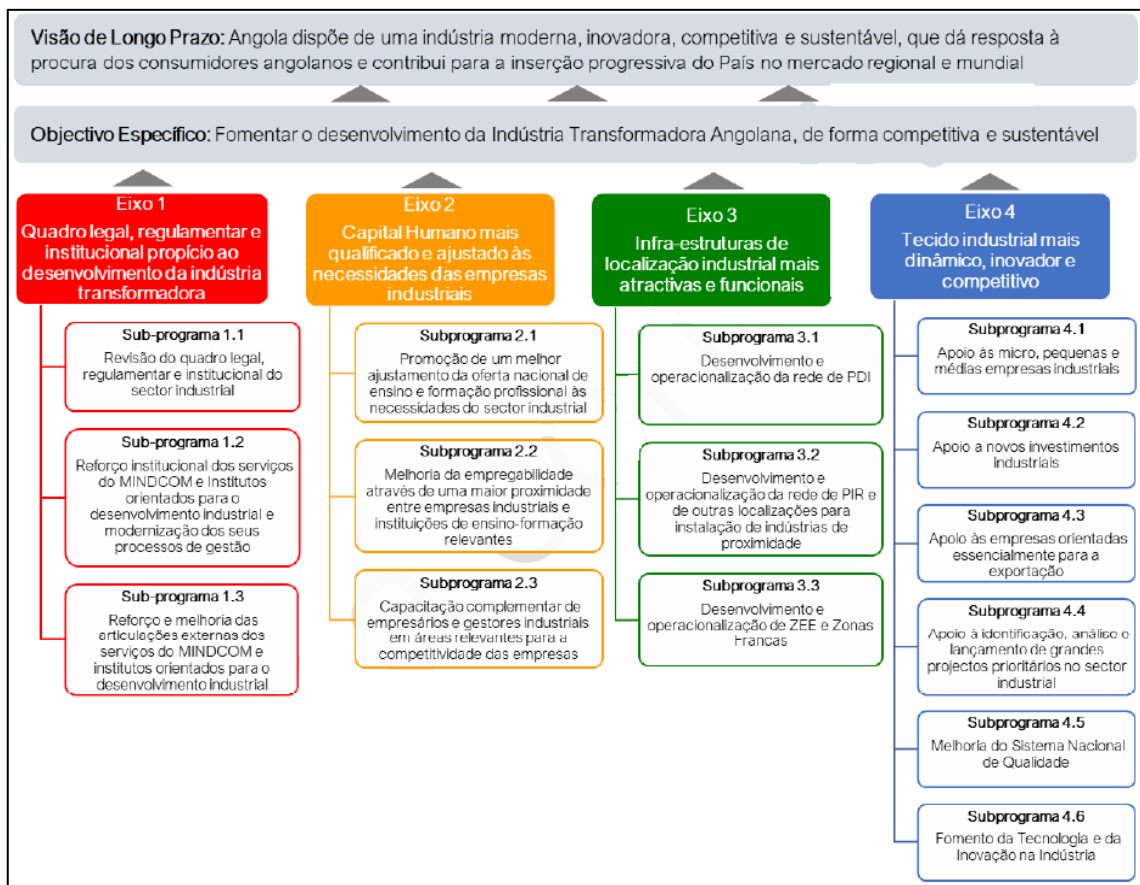 Visão de Longo Prazo: Angola dispõe de uma indústria moderna, inovadora, competitiva e sustentável, que dá resposta à
procura dos consumidores angolanos e contribui para a inserção progressiva do País no mercado regional e mundial
Objectivo Específico: Fomentar o desenvolvimento da Indústria Transformadora Angolana, de forma competitiva e sustentável
Eixo 1
Quadro legal, regulamentar e
institucional propício ao
desenvolvimento da indústria
transformadora
Sub-programa 1.1
Revisão do quadro legal,
regulamentar e institucional do
sector industrial
Sub-programa 1.2
Reforço institucional dos serviços
do MINDCOM e Institutos
orientados para o
desenvolvimento industrial e
modernização dos seus
processos de gestão
Sub-programa 1.3
Reforço e melhoria das
articulações externas dos
serviços do MINDCOM e
institutos orientados para o
desenvolvimento industrial
Eixo 2
Capital Humano mais
qualificado e ajustado às
necessidades das empresas
industriais
Subprograma 2.1
Promoção de um melhor
ajustamento da oferta nacional de
ensino e formação profissional às
necessidades do sector industrial
Subprograma 2.2
Melhoria da empregabilidade
através de uma maior proximidade
entre empresas industriais e
instituições de ensino-formação
relevantes
Subprograma 2.3
Capacitação complementar de
empresários e gestores industriais
em áreas relevantes para a
competitividade das empresas
Eixo 3
Infra-estruturas de
localização industrial mais
atractivas e funcionais
Subprograma 3.1
Desenvolvimento e
operacionalização da rede de PDI
Subprograma 3.2
Desenvolvimento e
operacionalização da rede de PIR e
de outras localizações para
instalação de indústrias de
proximidade
Subprograma 3.3
Desenvolvimento e
operacionalização de ZEE e Zonas
Francas
Eixo 4
Tecido industrial mais
dinâmico, inovador e
competitivo
Subprograma 4.1
Apoio às micro, pequenas e
médias empresas industriais
Subprograma 4.2
Apoio a novos investimentos
industriais
Subprograma 4.3
Apoio às empresas orientadas
essencialmente para a
exportação
Subprograma 4.4
Apoio à identificação, análise e
lançamento de grandes
projectos prioritários no sector
industrial
Subprograma 4.5
Melhoria do Sistema Nacional
de Qualidade
Subprograma 4.6
Fomento da Tecnologia e da
Inovação na Indústria